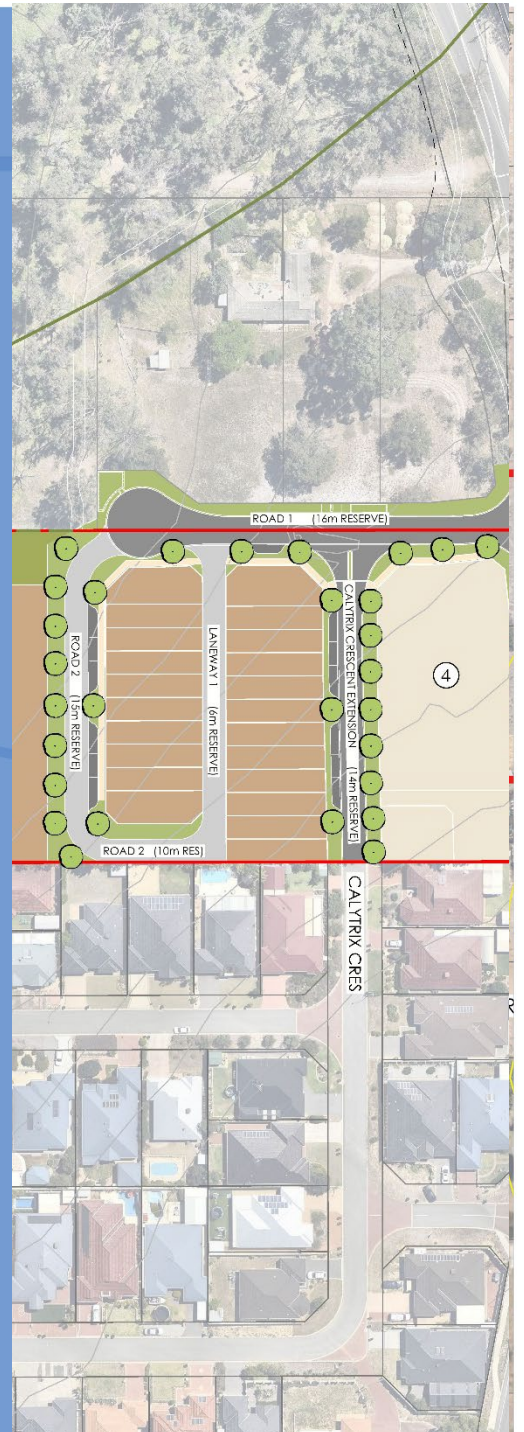 ROAD 1 (16m RESERVE)
ROAD 2 (15m RESERVE)
LANEWAY 1 (6m RESERVE)
CALYTRIX CRESCENT EXTENSION (14m RESERVE)
4
ROAD 2 (10m RES)
CALYTRIX CRES